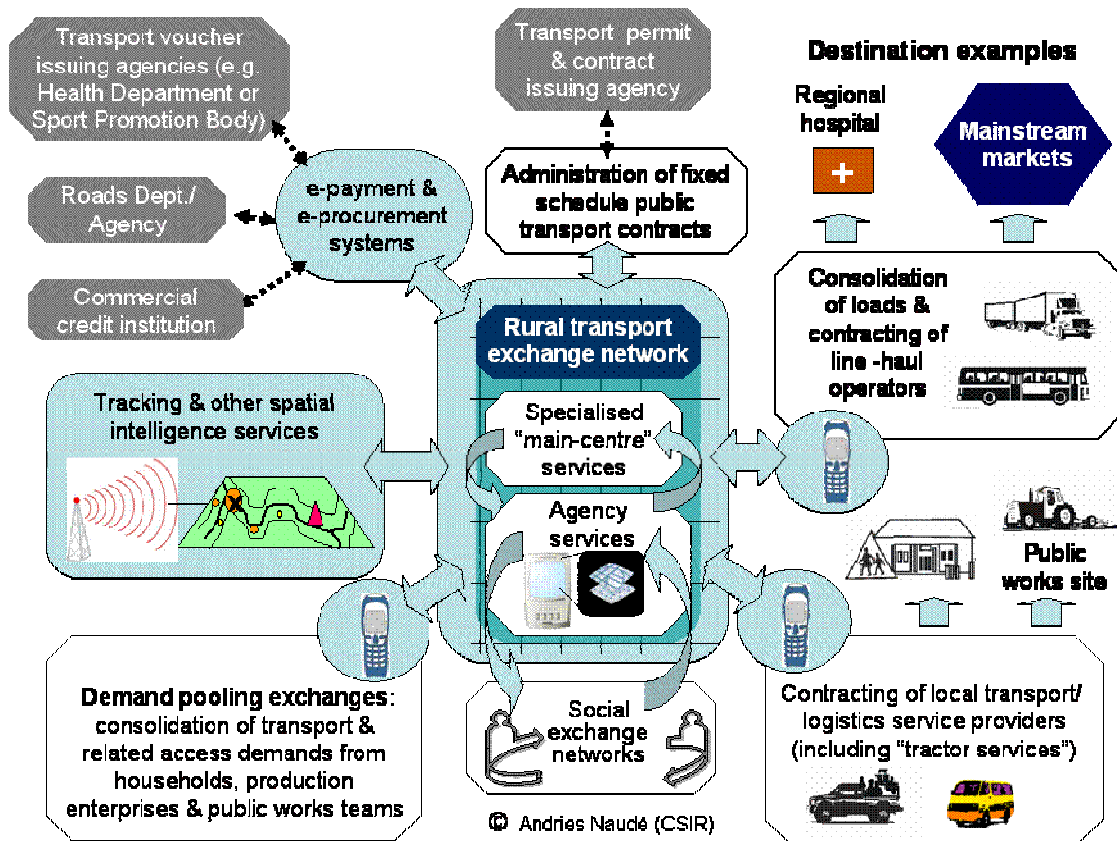 Transport voucher
issuing agencies (e.g.
Health Department or
Sport Promotion Body)
Transport permit
& contract
issuing agency
Destination examples
Regional
hospital
Mainstream
markets
Roads Dept./
Agency
e-payment &
e-procurement
systems
Administration of fixed
schedule public
transport contracts
Commercial
credit institution
Rural transport
exchange network
Consolidation
of loads &
contracting of
line -haul
operators
Tracking & other spatial
intelligence services
Specialised
"main-centre"
services
Agency
services
Public
works site
Demand pooling exchanges:
consolidation of transport &
related access demands from
households, production
enterprises & public works teams
Social
exchange
networks
Contracting of local transport/
logistics service providers
(including "tractor services")
© Andries Naudé (CSIR)